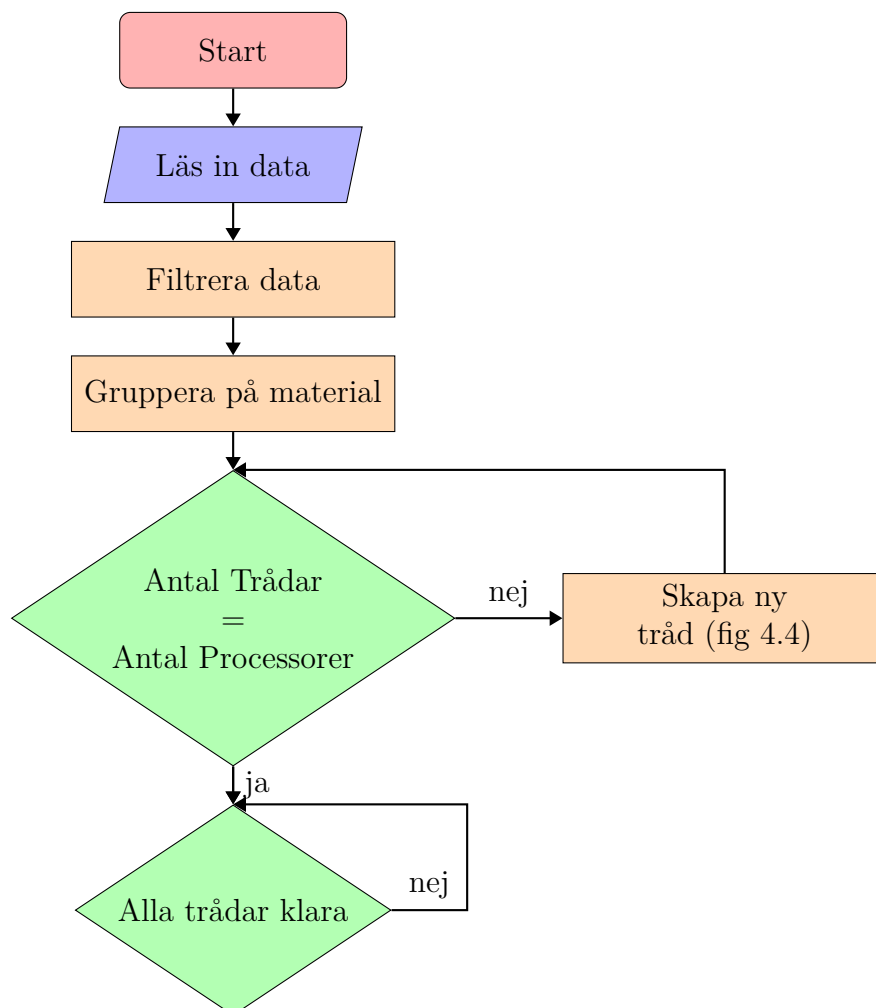 Start
Läs in data
Filtrera data
Gruppera på material
Antal Trådar
=
Antal Processorer
nej
Skapa ny
tråd (fig 4.4)
ja
Alla trådar klara
nej